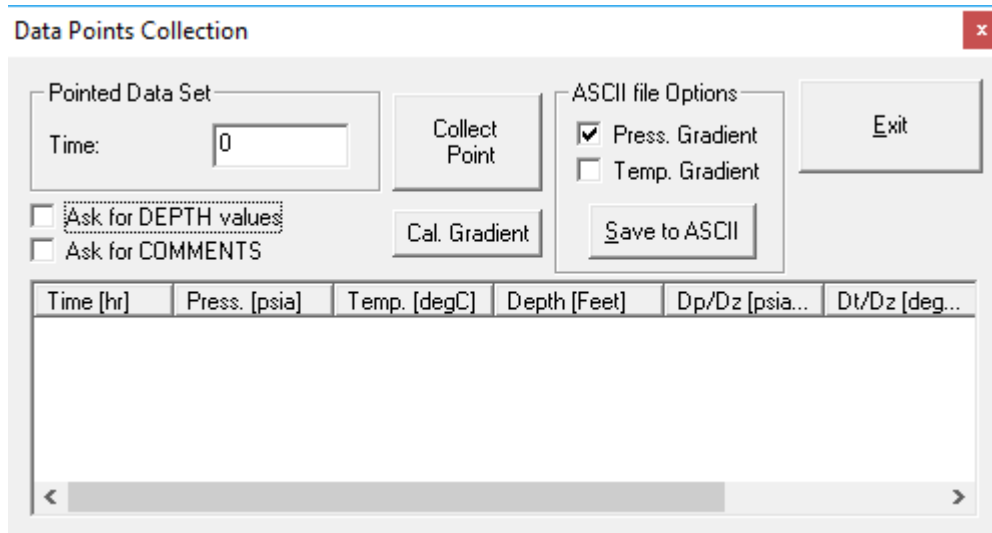 Data Points Collection
x
Pointed Data Set
Time:
0
Collect
Point
ASCII file Options
Press. Gradient
Temp. Gradient
Save to ASCII
Exit
Ask for DEPTH values
Ask for COMMENTS
Cal. Gradient
Time [hr] Press. [psia] Temp. [degC] Depth [Feet] Dp/Dz [psia... Dt/Dz [deg...